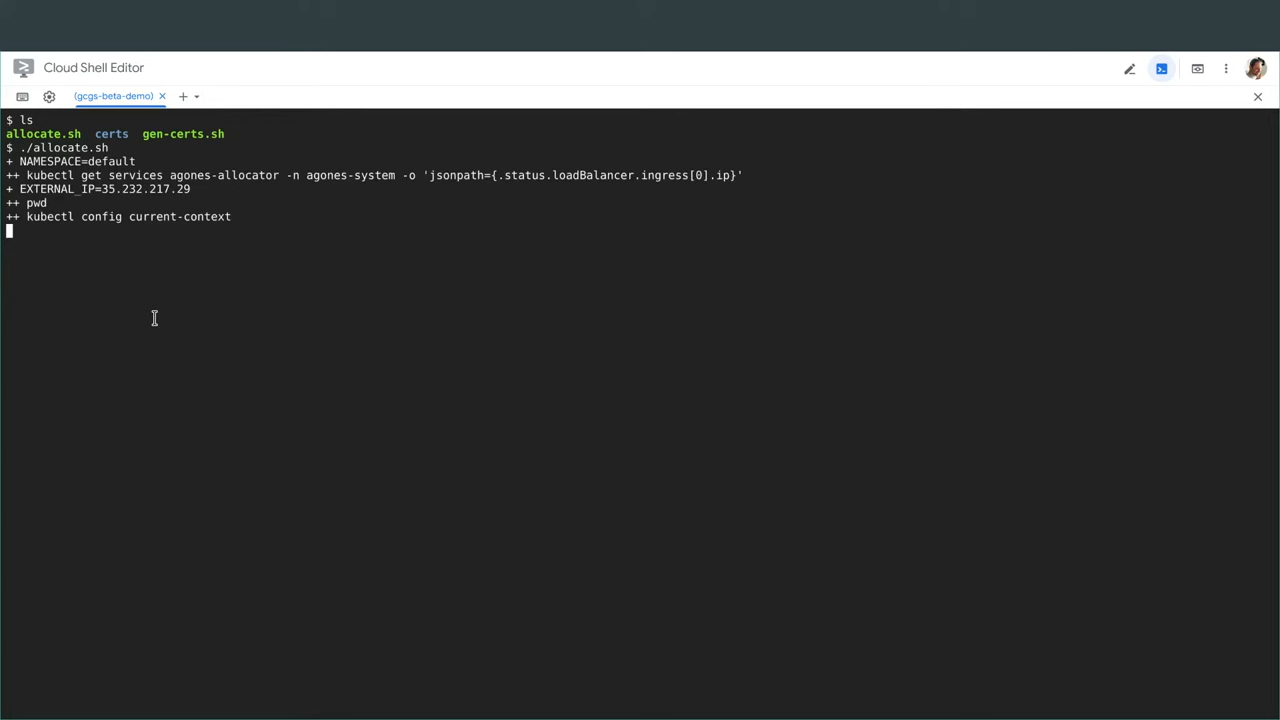 Cloud Shell Editor
(gcgs-beta-demo)
$ ls
allocate.sh certs gen-certs.sh
$ ./allocate.sh
+ NAMESPACE=default
++ kubectl get services agones-allocator -n agones-system -o 'jsonpath={.status.loadBalancer.ingress[0].ip}'
+ EXTERNAL_IP=35.232.217.29
++ pwd
++ kubectl config current-context